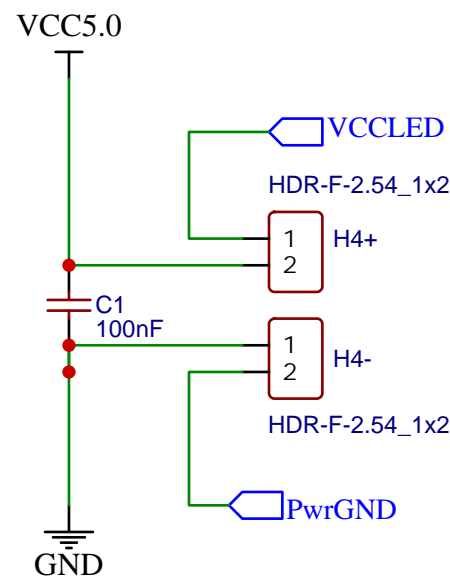 VCC5.0
VCCLED
HDR-F-2.54_1x2
1
H4+
2
C1
100nF
1
H4-
2
HDR-F-2.54_1x2
PwrGND
GND